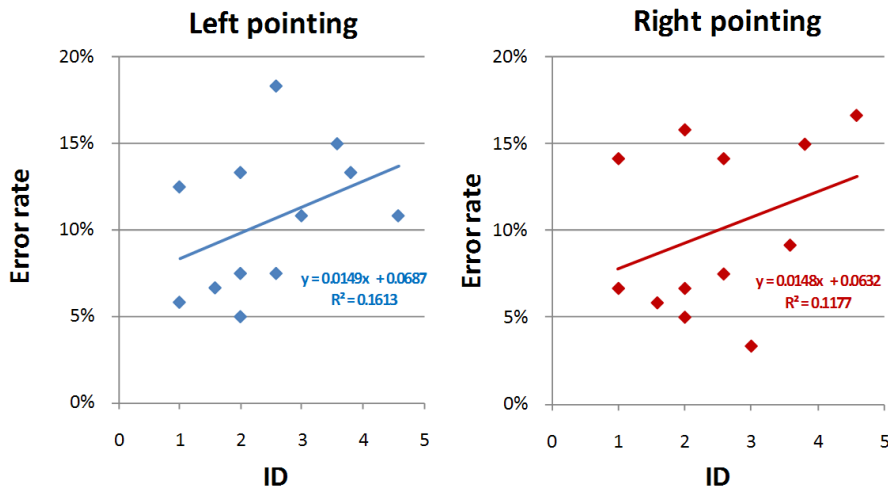 Left pointing
20%
15%
10%
5%
0%
Error rate
y = 0.0149x + 0.0687
R² = 0.1613
0 1 2 3 4 5
ID
Right pointing
20%
15%
10%
5%
0%
Error rate
y = 0.0148x + 0.0632
R² = 0.1177
0 1 2 3 4 5
ID